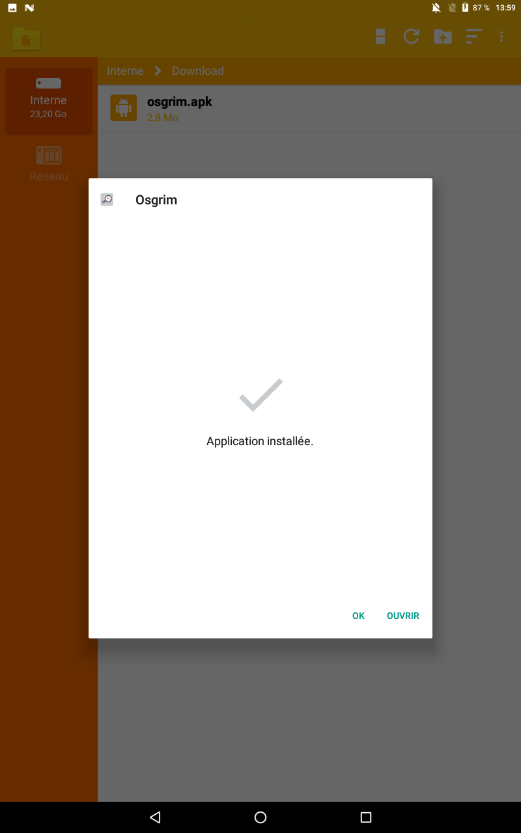 87 % 13:59
Interne Download
Interne
23,20 Go
osgrim.apk
2,8 Mo
Réseau
Osgrim
Application installée.
OK OUVRIR